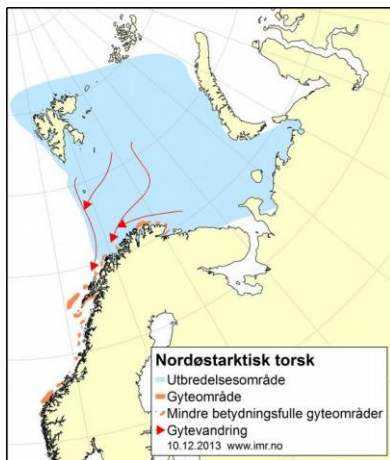 Nordøstarktisk torsk
Utbredelsesområde
Gyteområde
Mindre betydningsfulle gyteområder
Gytevandring
10.12.2013 www.imr.no